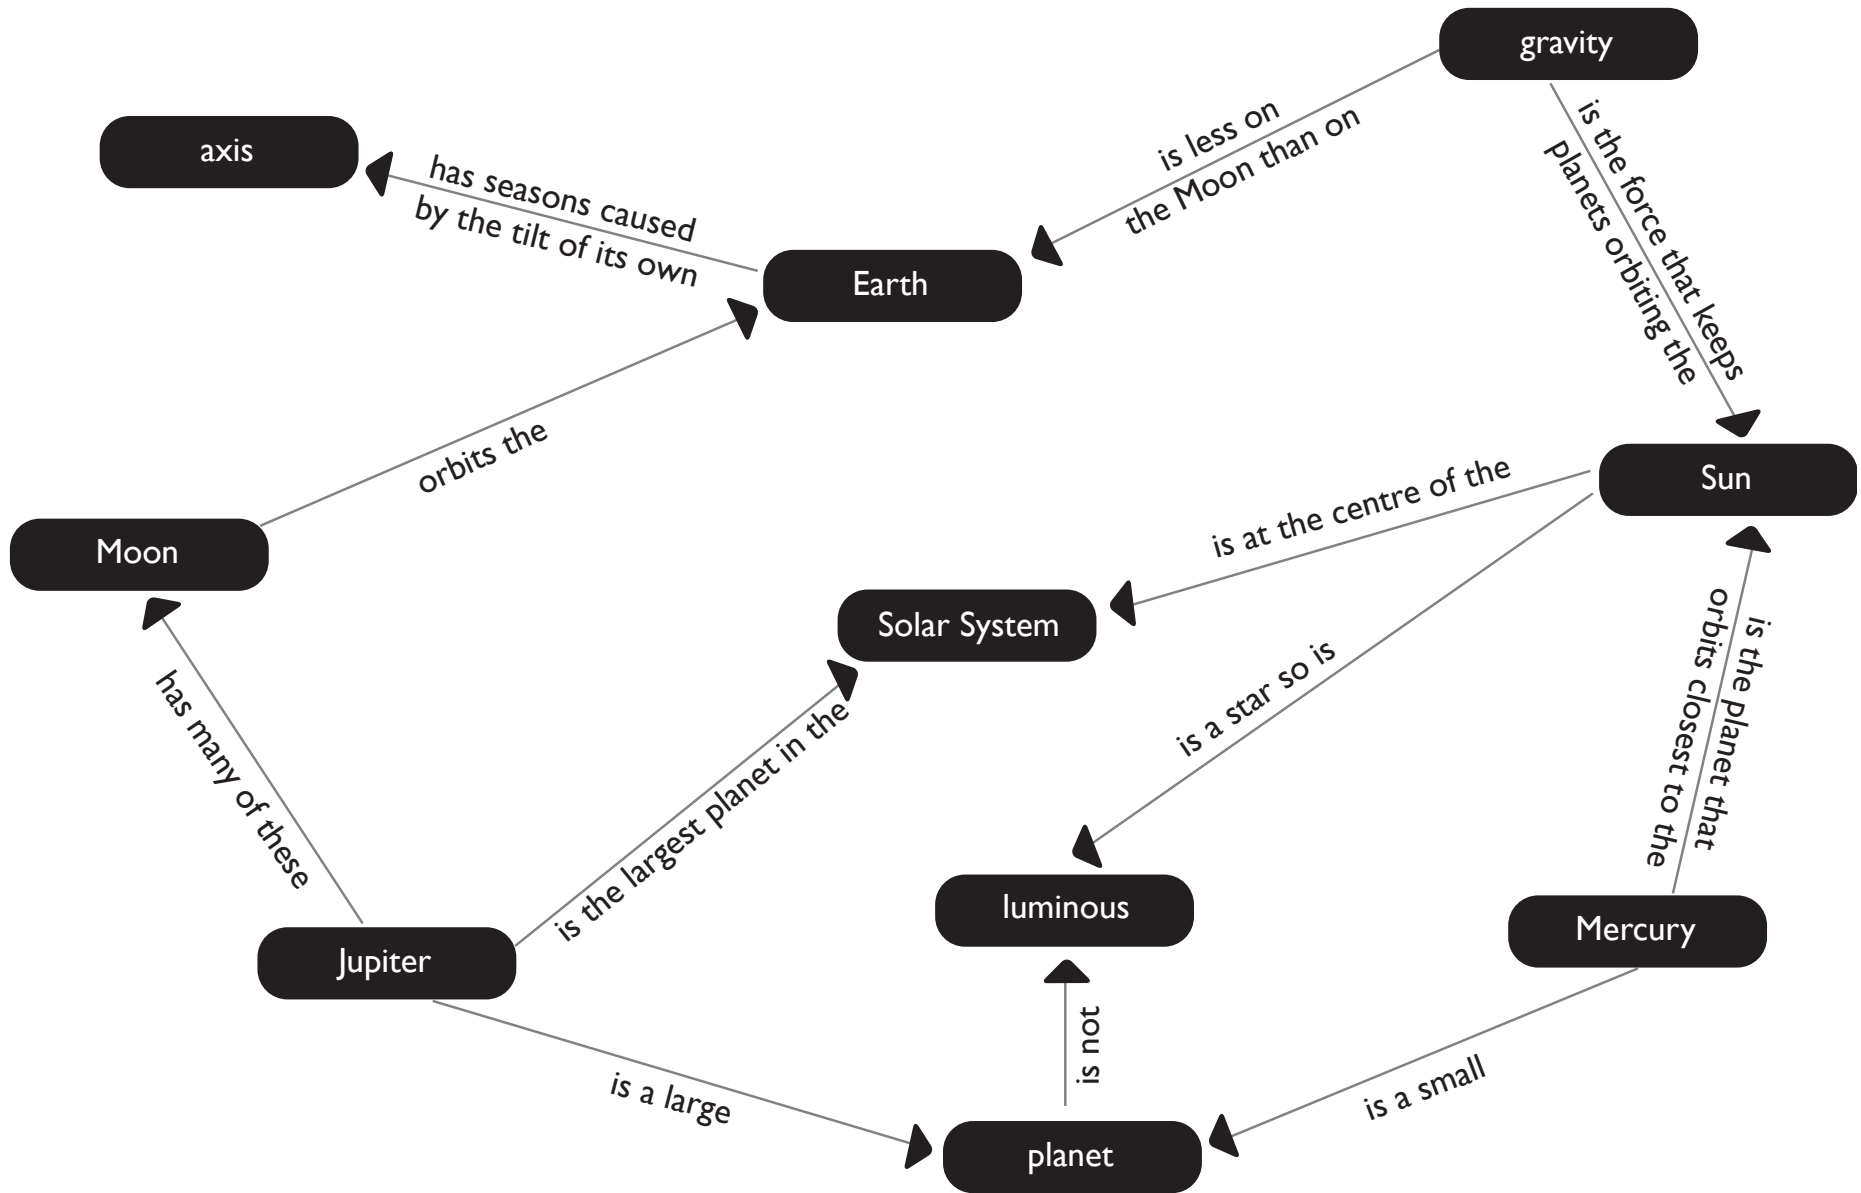 gravity
is less on
the Moon than on
is the force that keeps
planets orbiting the
axis
has seasons caused
by the tilt of its own
Earth
orbits the
Sun
is at the centre of the
Moon
Solar System
is a star so is
is the planet that
orbits closest to the
has many of these
is the largest planet in the
luminous
Mercury
Jupiter
is not
is a large
is a small
planet